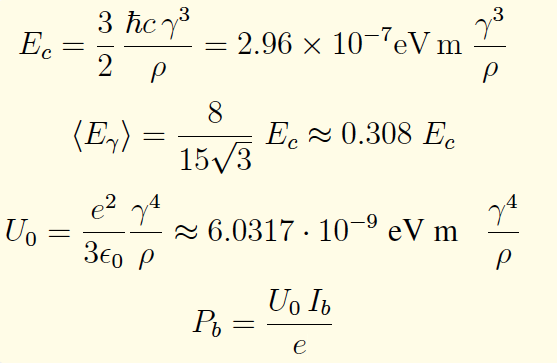 E_c = \frac{3}{2} \frac{\hbar c \, \gamma^3}{\rho} = 2.96 \times 10^{-7} \text{eV m} \; \frac{\gamma^3}{\rho}
\langle E_\gamma \rangle = \frac{8}{15\sqrt{3}} \; E_c \approx 0.308 \; E_c
U_0 = \frac{e^2}{3\epsilon_0} \frac{\gamma^4}{\rho} \approx 6.0317 \cdot 10^{-9} \text{ eV m} \quad \frac{\gamma^4}{\rho}
P_b = \frac{U_0 \, I_b}{e}